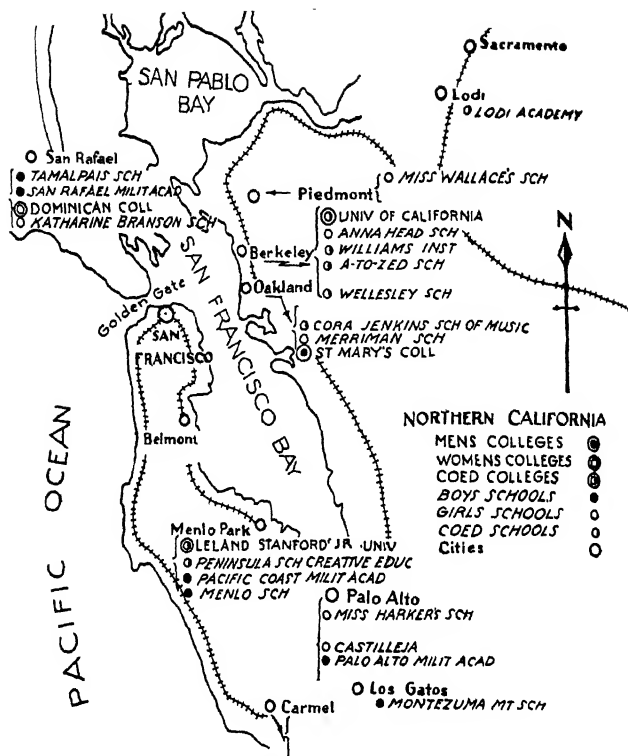 Sacramento
SAN PABLO
BAY
Lodi
LODI ACADEMY
San Rafael
TAMALPAIS SCH
SAN RAFAEL MILIT ACAD
DOMINICAN COLL
KATHARINE BRANSON SCH
Piedmont
MISS WALLACE'S SCH
UNIV OF CALIFORNIA
ANNA HEAD SCH
Berkeley
WILLIAMS INST
A-TO-ZED SCH
Oakland
WELLESLEY SCH
N
Golden Gate
SAN
FRANCISCO
SAN FRANCISCO BAY
CORA JENKINS SCH OF MUSIC
MERRIMAN SCH
ST MARY'S COLL
Belmont
PACIFIC OCEAN
NORTHERN CALIFORNIA
MENS COLLEGES
WOMENS COLLEGES
COED COLLEGES
BOYS SCHOOLS
GIRLS SCHOOLS
COED SCHOOLS
Cities
Menlo Park
LELAND STANFORD JR UNIV
PENINSULA SCH CREATIVE EDUC
PACIFIC COAST MILIT ACAD
MENLO SCH
Palo Alto
MISS HARKER'S SCH
CASTILLEJA
PALO ALTO MILIT ACAD
Los Gatos
MONTEZUMA MT SCH
Carmel